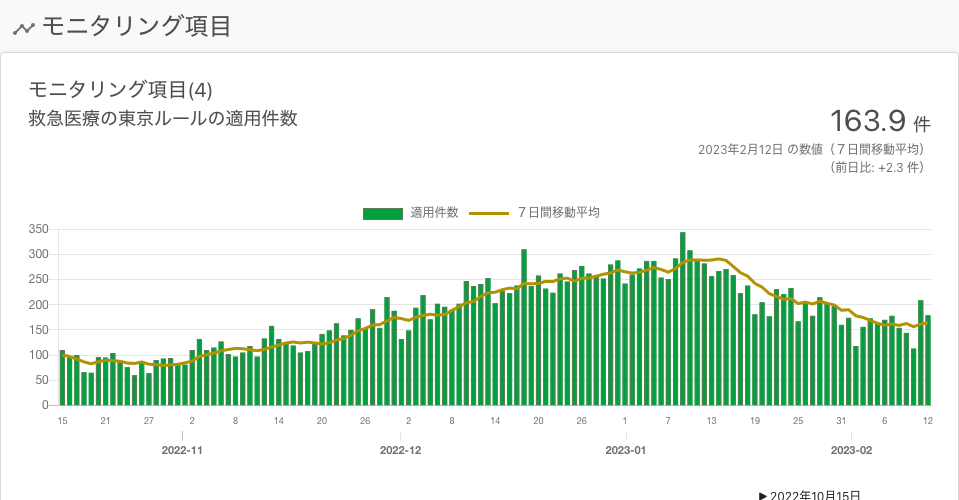 モニタリング項目
モニタリング項目(4)
救急医療の東京ルールの適用件数
163.9 件
2023年2月12日 の数値（７日間移動平均）
（前日比: +2.3 件）
適用件数 ７日間移動平均
350
300
250
200
150
100
50
0
15 21 27 2 8 14 20 26 2 8 14 20 26 1 7 13 19 25 31 6 12
2022-11 2022-12 2023-01 2023-02
▶ 2022年10月15日